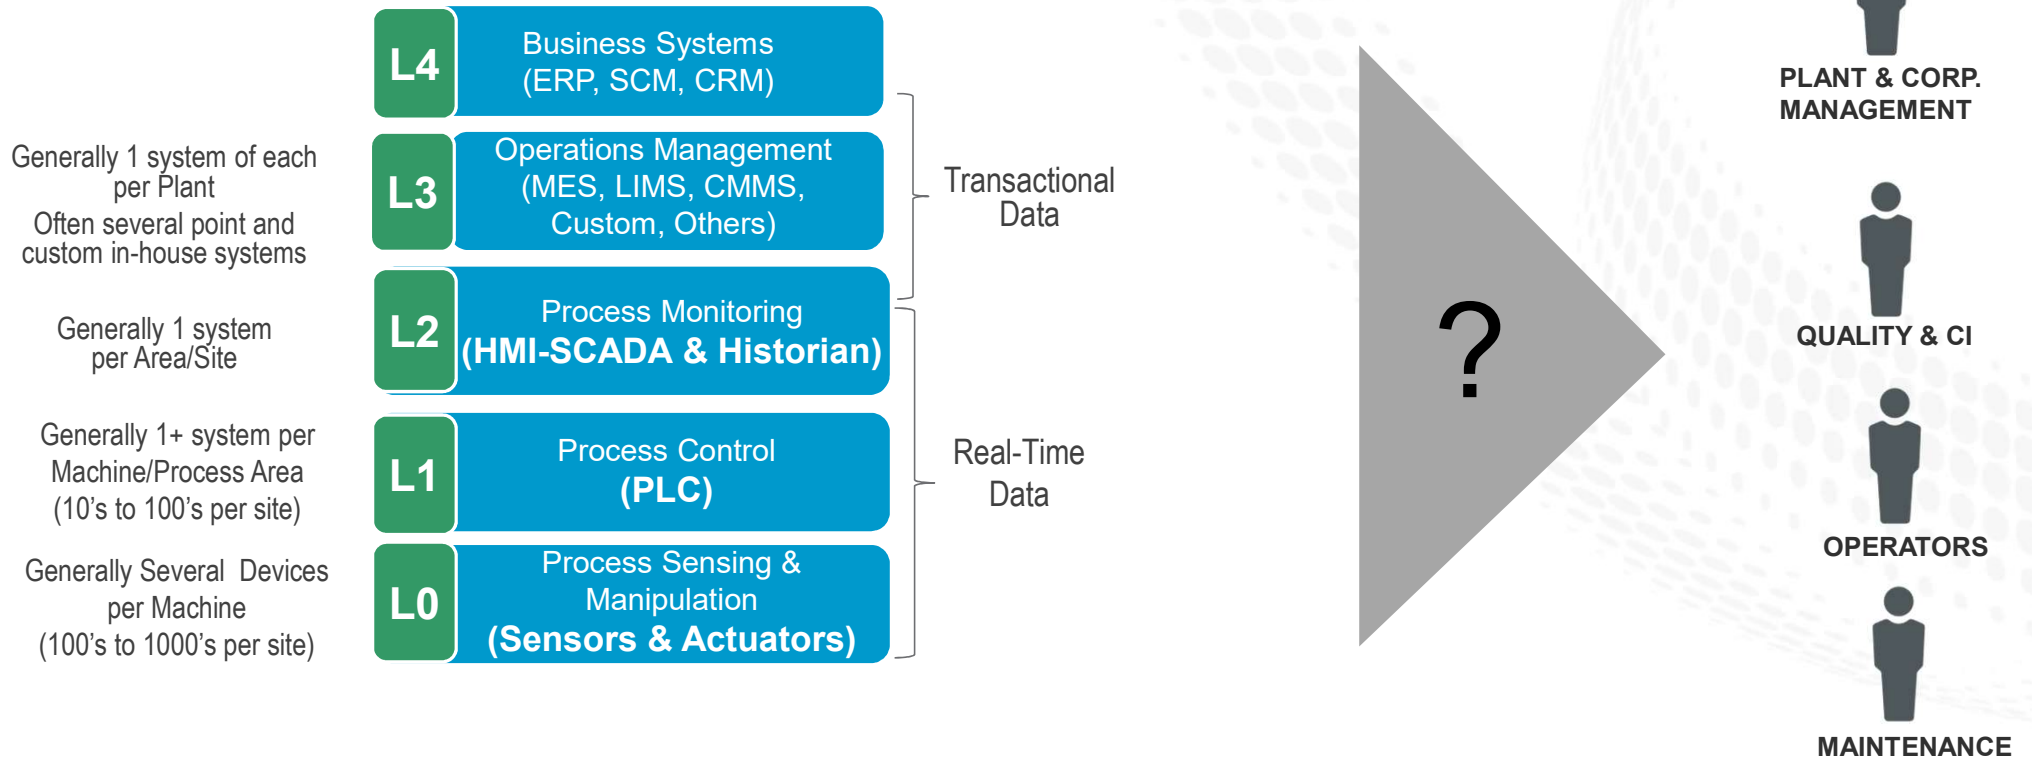 L4
Business Systems
(ERP, SCM, CRM)
Generally 1 system of each
per Plant
Often several point and
custom in-house systems
L3
Operations Management
(MES, LIMS, CMMS,
Custom, Others)
Transactional
Data
Generally 1 system
per Area/Site
L2
Process Monitoring
(HMI-SCADA & Historian)
Generally 1+ system per
Machine/Process Area
(10's to 100's per site)
L1
Process Control
(PLC)
Real-Time
Data
Generally Several  Devices
per Machine
(100's to 1000's per site)
L0
Process Sensing &
Manipulation
(Sensors & Actuators)
?
PLANT & CORP.
MANAGEMENT
QUALITY & CI
OPERATORS
MAINTENANCE